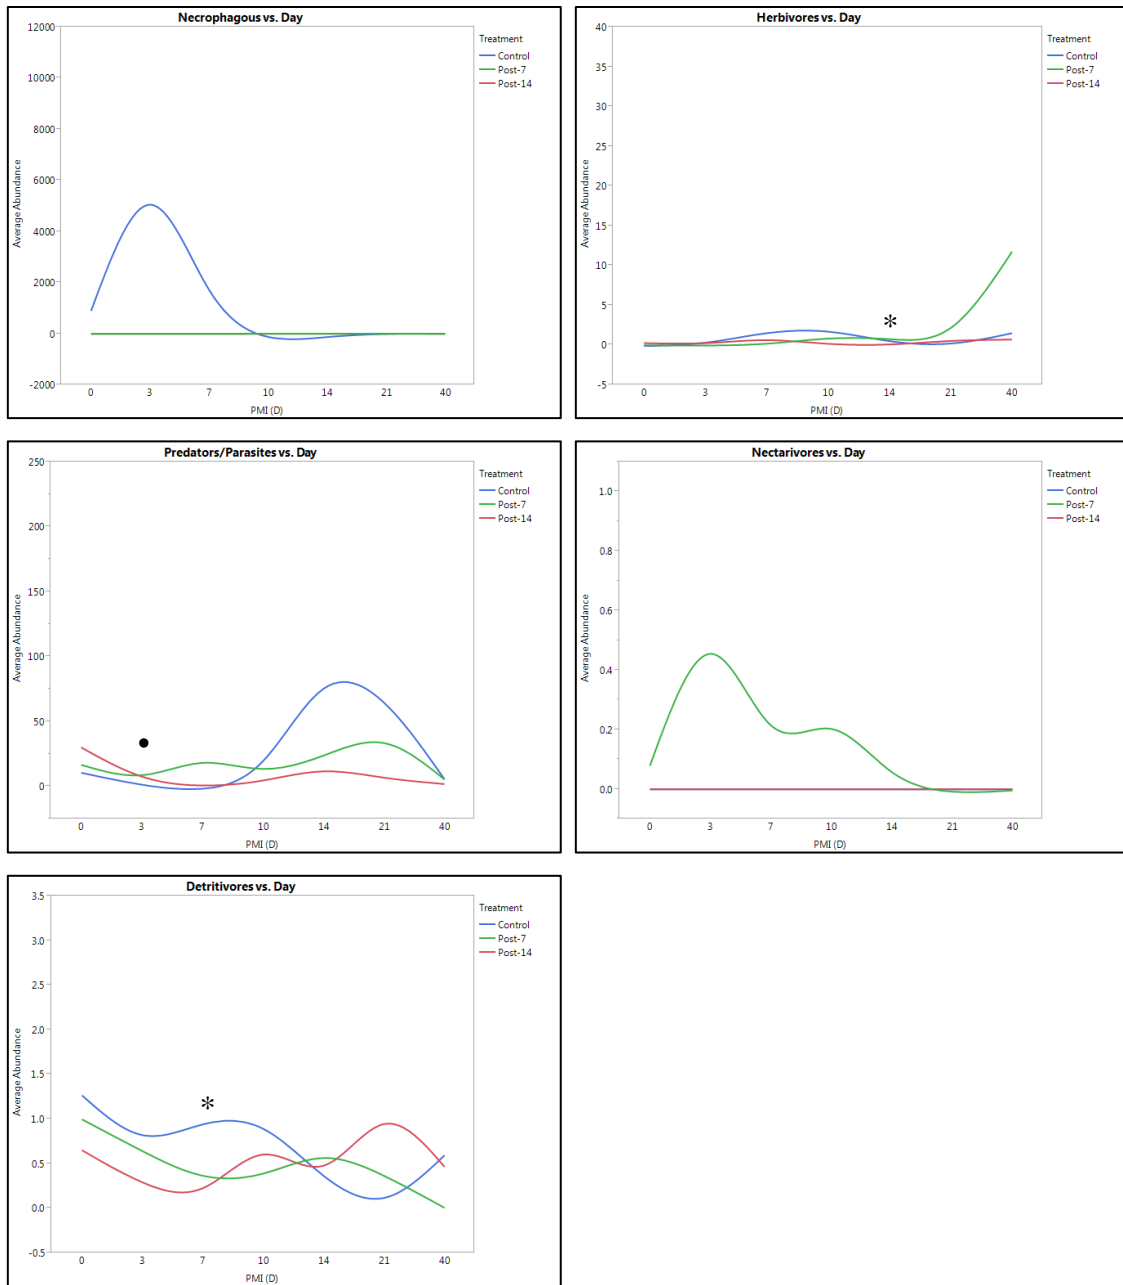 Necrophagous vs. Day
Average Abundance
12000
10000
8000
6000
4000
2000
0
-2000
0 3 7 10 14 21 40
PMI (D)
Treatment
Control
Post-7
Post-14
Herbivores vs. Day
Average Abundance
40
35
30
25
20
15
10
5
0
-5
*
0 3 7 10 14 21 40
PMI (D)
Treatment
Control
Post-7
Post-14
Predators/Parasites vs. Day
Average Abundance
250
200
150
100
50
0
0 3 7 10 14 21 40
PMI (D)
Treatment
Control
Post-7
Post-14
Nectarivores vs. Day
Average Abundance
1.0
0.8
0.6
0.4
0.2
0.0
0 3 7 10 14 21 40
PMI (D)
Treatment
Control
Post-7
Post-14
Detritivores vs. Day
Average Abundance
3.5
3.0
2.5
2.0
1.5
1.0
0.5
0.0
-0.5
*
0 3 7 10 14 21 40
PMI (D)
Treatment
Control
Post-7
Post-14